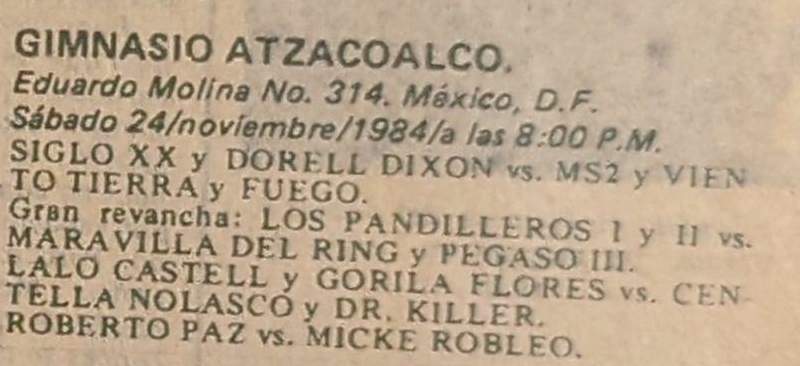 GIMNASIO ATZACOALCO.
Eduardo Molina No. 314. México, D.F.
Sábado 24/noviembre/1984/a las 8:00 P.M.
SIGLO XX y DORELL DIXON vs. MS2 y VIEN
TO TIERRA y FUEGO.
Gran revancha: LOS PANDILLEROS I y II vs.
MARAVILLA DEL RING y PEGASO III.
LALO CASTELL y GORILA FLORES vs. CEN-
TELLA NOLASCO y DR. KILLER.
ROBERTO PAZ vs. MICKE ROBLEO.